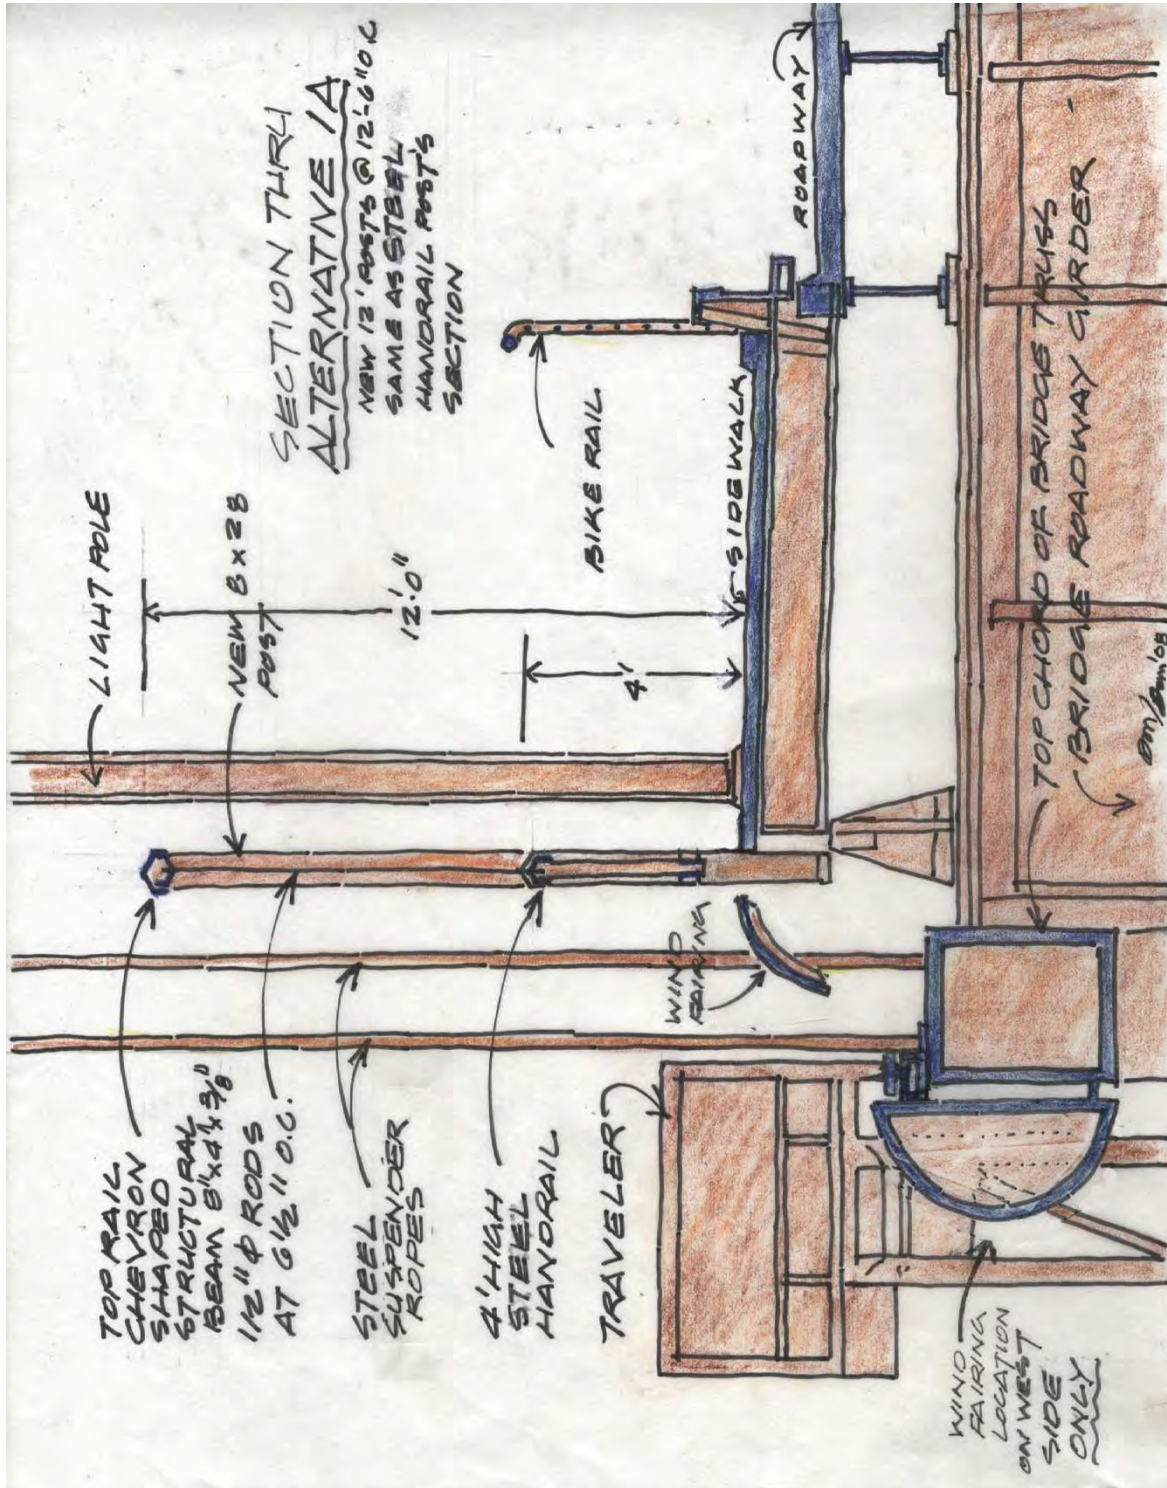 SECTION THRU
ALTERNATIVE 1A
NEW 12' POSTS @ 12'-6" O.C
SAME AS STEEL
HANDRAIL POST'S
SECTION
LIGHT POLE
NEW 8 x 28
POST
12'.0"
4'
BIKE RAIL
SIDEWALK
ROADWAY
TOP RAIL
CHEVRON
SHAPED
STRUCTURAL
BEAM 8"x4"x3/8"
1/2" φ RODS
AT 6 1/2" O.C.
STEEL
SUSPENDER
ROPES
4' HIGH
STEEL
HANDRAIL
TRAVELER
WIND
FAIRING
WIND
FAIRING
LOCATION
ON WEST
SIDE
ONLY
TOP CHORD OF BRIDGE TRUSS
BRIDGE ROADWAY GIRDER